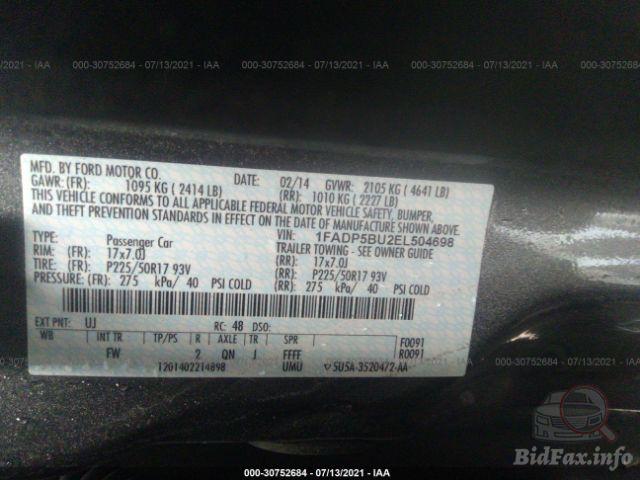 000-30752684 - 07/13/2021 - IAA
000-30752684 - 07/13/2021 - IAA
000-30752684 - 07/13/2021 - IAA
MFD. BY FORD MOTOR CO. DATE: 02/14 GVWR: 2105 KG ( 4641 LB)
GAWR: (FR): 1095 KG ( 2414 LB) (RR): 1010 KG ( 2227 LB)
THIS VEHICLE CONFORMS TO ALL APPLICABLE FEDERAL MOTOR VEHICLE SAFETY, BUMPER,
AND THEFT PREVENTION STANDARDS IN EFFECT ON THE DATE OF MANUFACTURE SHOWN ABOVE.
VIN: 1FADP5BU2EL504698
TYPE: Passenger Car TRAILER TOWING - SEE OWNER GUIDE
RIM: (FR): 17x7.0J (RR): 17x7.0J
TIRE: (FR): P225/50R17 93V (RR): P225/50R17 93V
PRESSURE: (FR): 275 kPa/ 40 PSI COLD (RR): 275 kPa/ 40 PSI COLD
EXT PNT: UJ RC: 48 DSO: F0091
WB INT TR TP/PS R AXLE TR SPR R0091
FW 2 QN J FFFF
1201402214898 UMU 5U5A-3520472-AA
BidFax.info
000-30752684 - 07/13/2021 - IAA